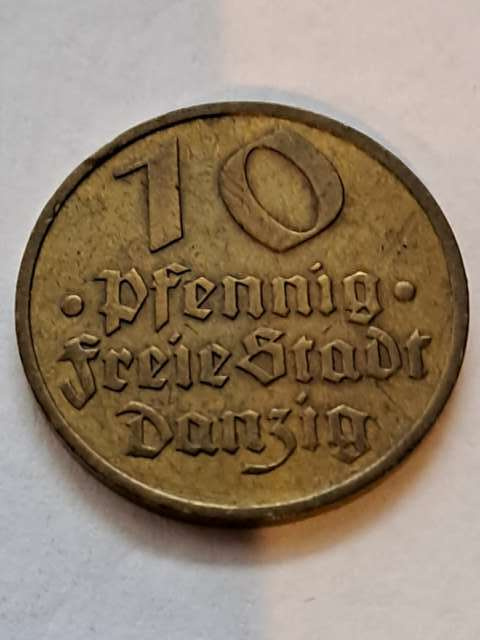 10
· Pfennig ·
Freie Stadt
Danzig